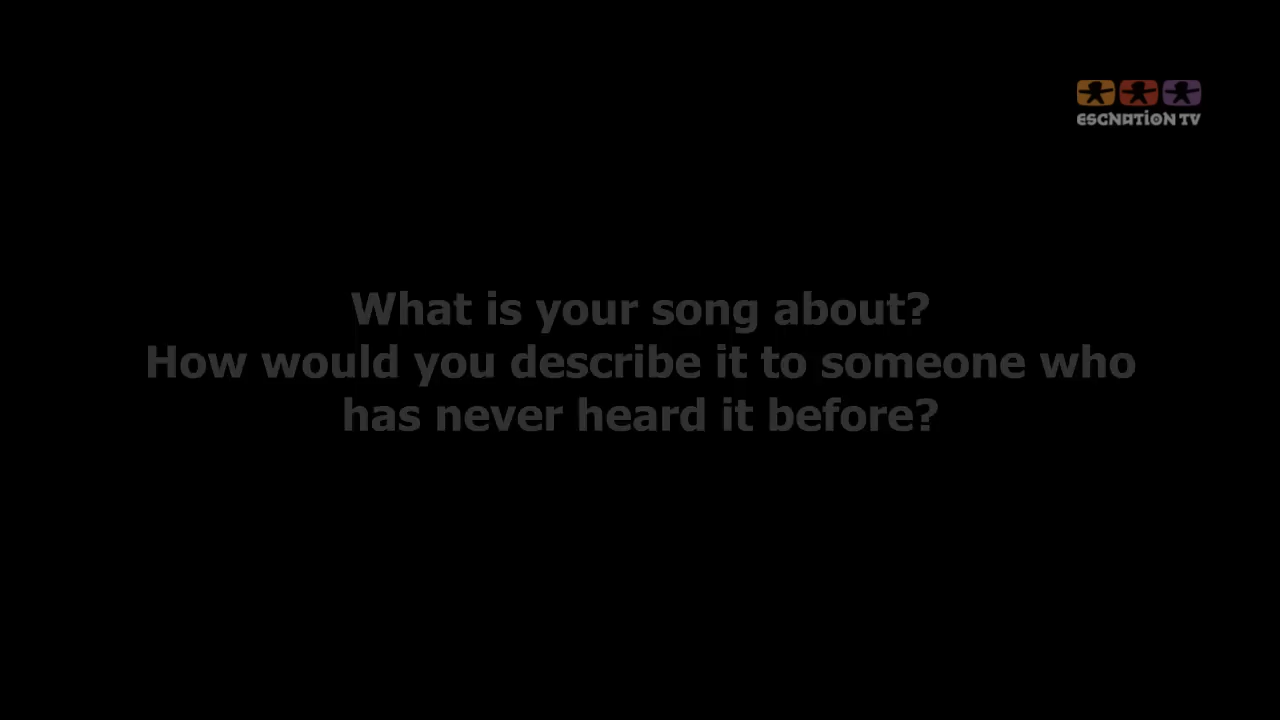 ESCNATION TV
What is your song about?
How would you describe it to someone who
has never heard it before?